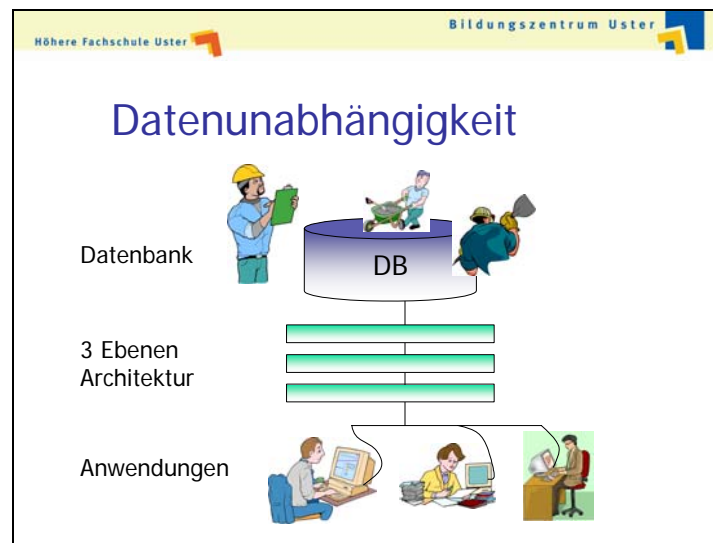 Bildungszentrum Uster
Höhere Fachschule Uster
Datenunabhängigkeit
Datenbank
DB
3 Ebenen
Architektur
Anwendungen